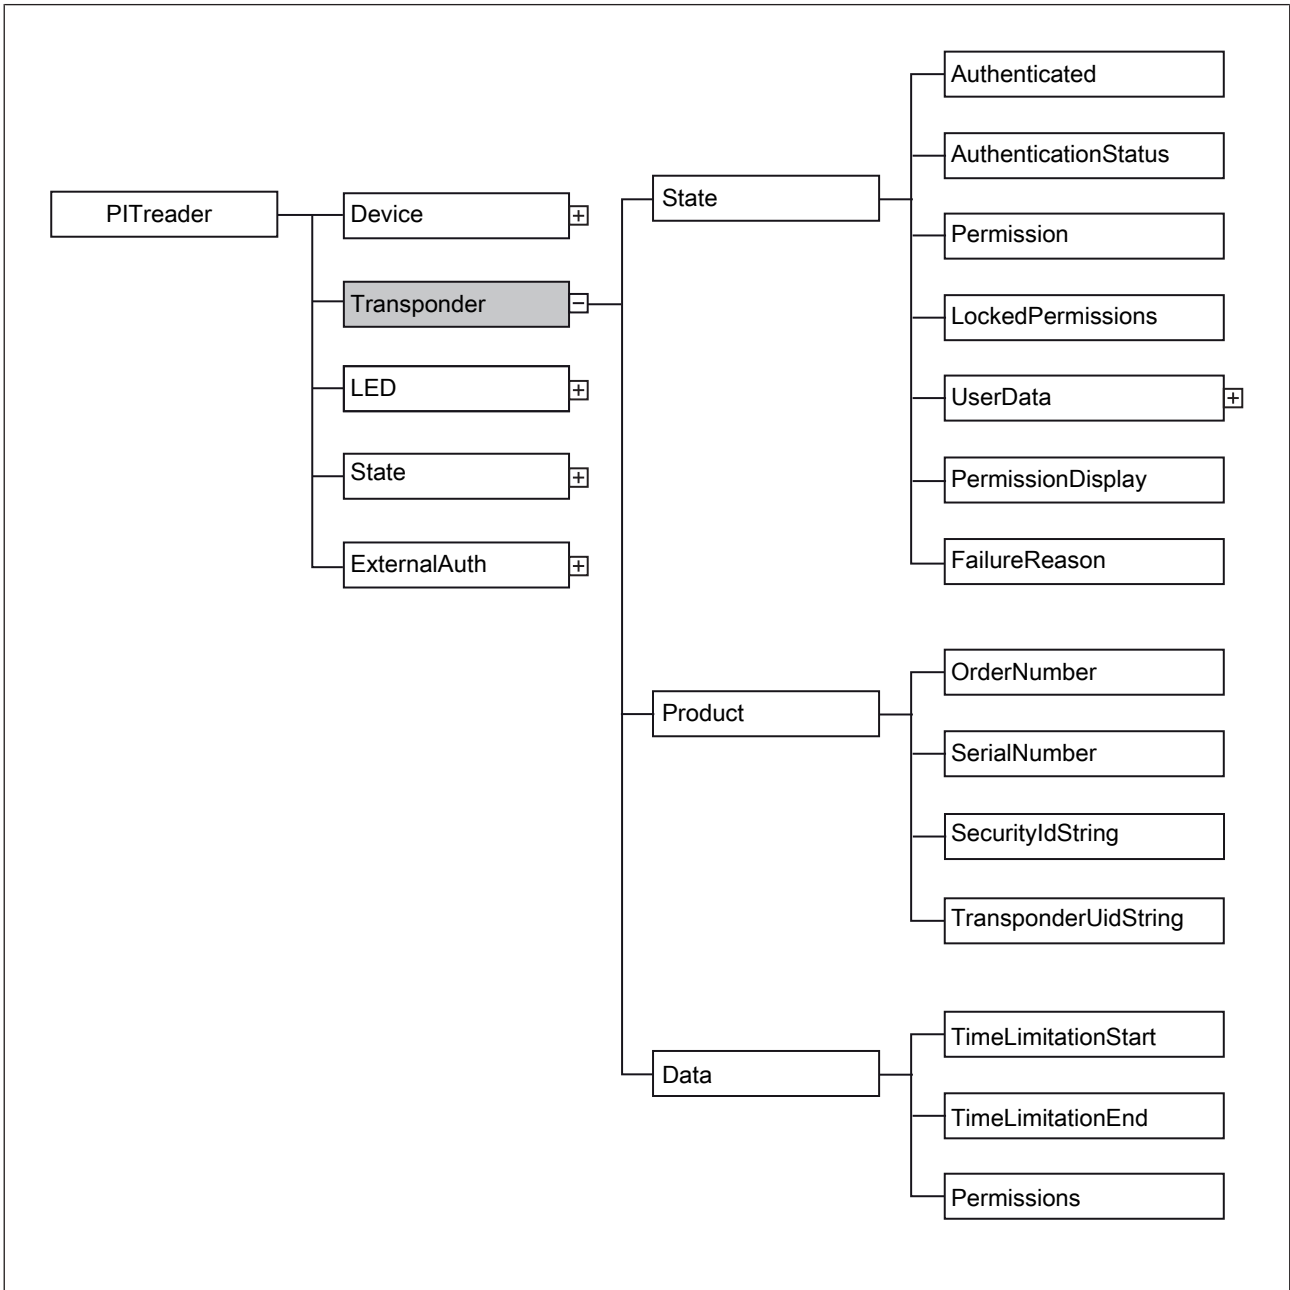 PITreader
Device
Transponder
LED
State
ExternalAuth
State
Authenticated
AuthenticationStatus
Permission
LockedPermissions
UserData
PermissionDisplay
FailureReason
Product
OrderNumber
SerialNumber
SecurityIdString
TransponderUidString
Data
TimeLimitationStart
TimeLimitationEnd
Permissions